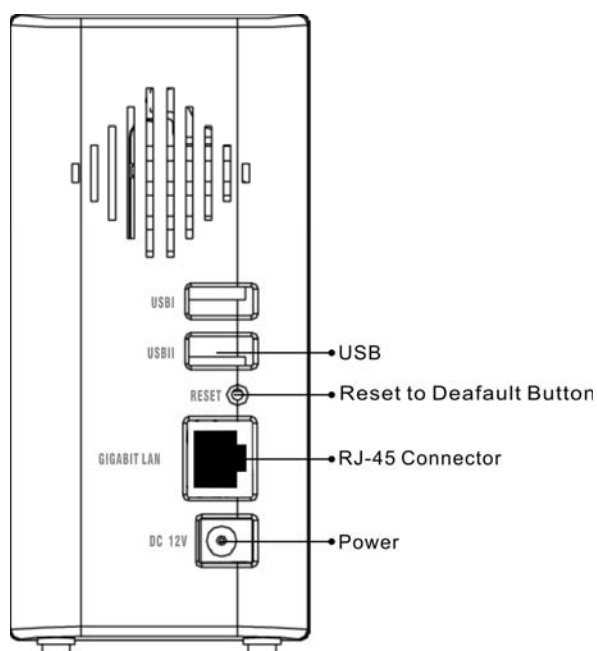 USBI
USBII
USB
RESET
Reset to Deafault Button
GIGABIT LAN
RJ-45 Connector
DC 12V
Power